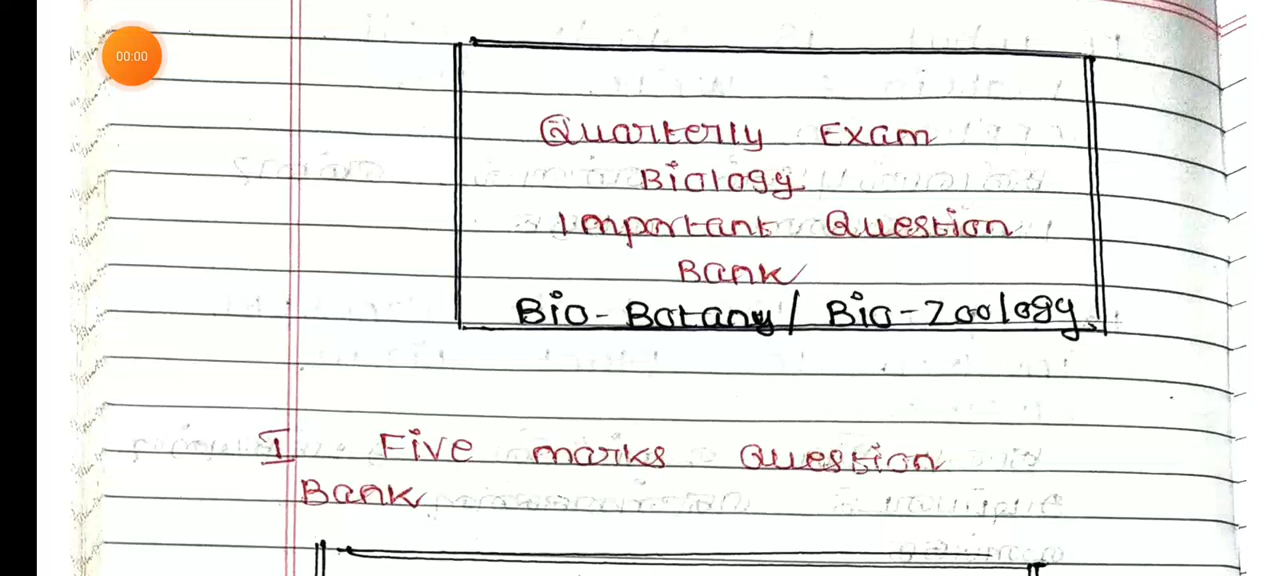 00:00
Quarterly Exam
Biology
Important Question
Bank
Bio-Botany / Bio-Zoology.
I Five marks Question
Bank